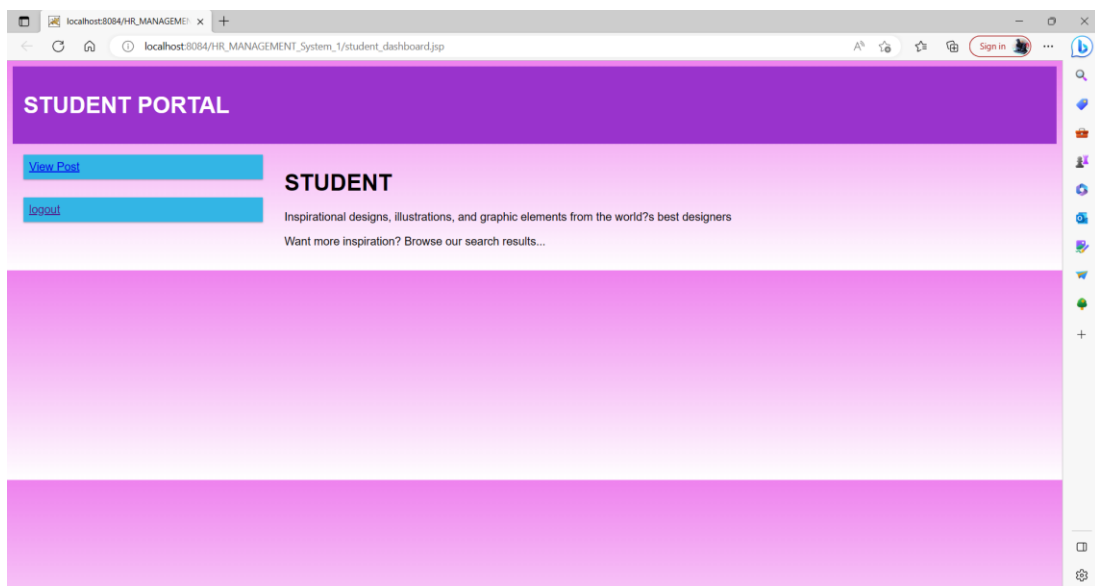 localhost:8084/HR_MANAGEME
localhost:8084/HR_MANAGEMENT_System_1/student_dashboard.jsp
Sign in
STUDENT PORTAL
View Post
logout
STUDENT
Inspirational designs, illustrations, and graphic elements from the world?s best designers
Want more inspiration? Browse our search results...